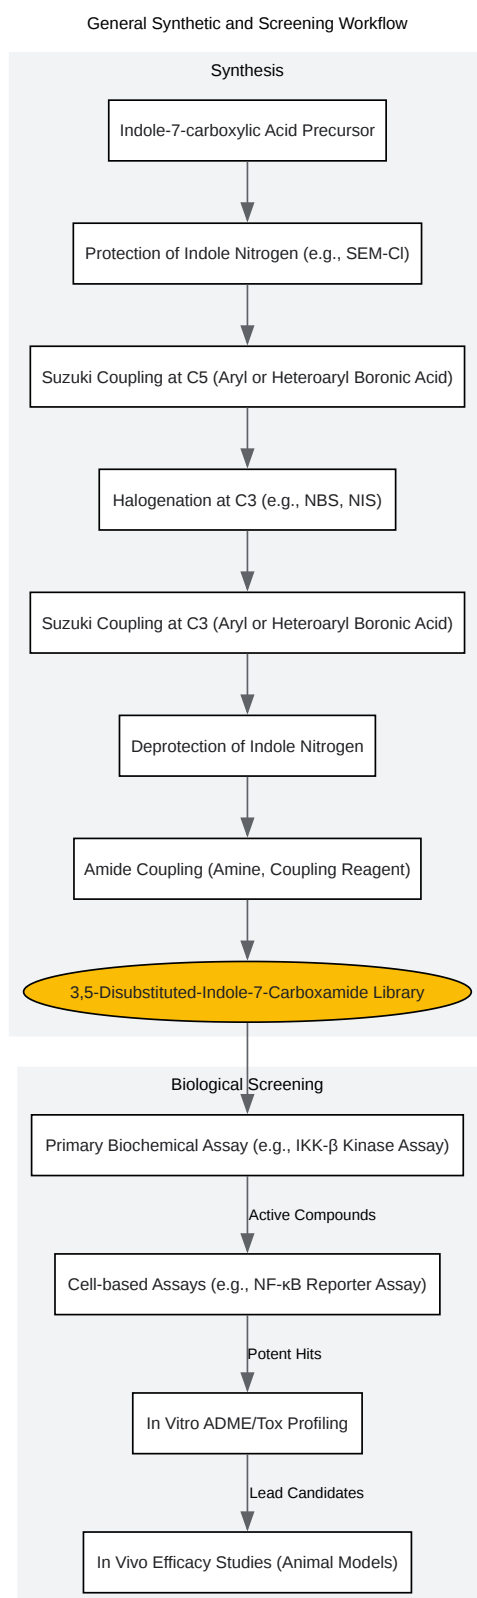 General Synthetic and Screening Workflow
Synthesis
Indole-7-carboxylic Acid Precursor
Protection of Indole Nitrogen (e.g., SEM-Cl)
Suzuki Coupling at C5 (Aryl or Heteroaryl Boronic Acid)
Halogenation at C3 (e.g., NBS, NIS)
Suzuki Coupling at C3 (Aryl or Heteroaryl Boronic Acid)
Deprotection of Indole Nitrogen
Amide Coupling (Amine, Coupling Reagent)
3,5-Disubstituted-Indole-7-Carboxamide Library
Biological Screening
Primary Biochemical Assay (e.g., IKK-β Kinase Assay)
Active Compounds
Cell-based Assays (e.g., NF-κB Reporter Assay)
Potent Hits
In Vitro ADME/Tox Profiling
Lead Candidates
In Vivo Efficacy Studies (Animal Models)